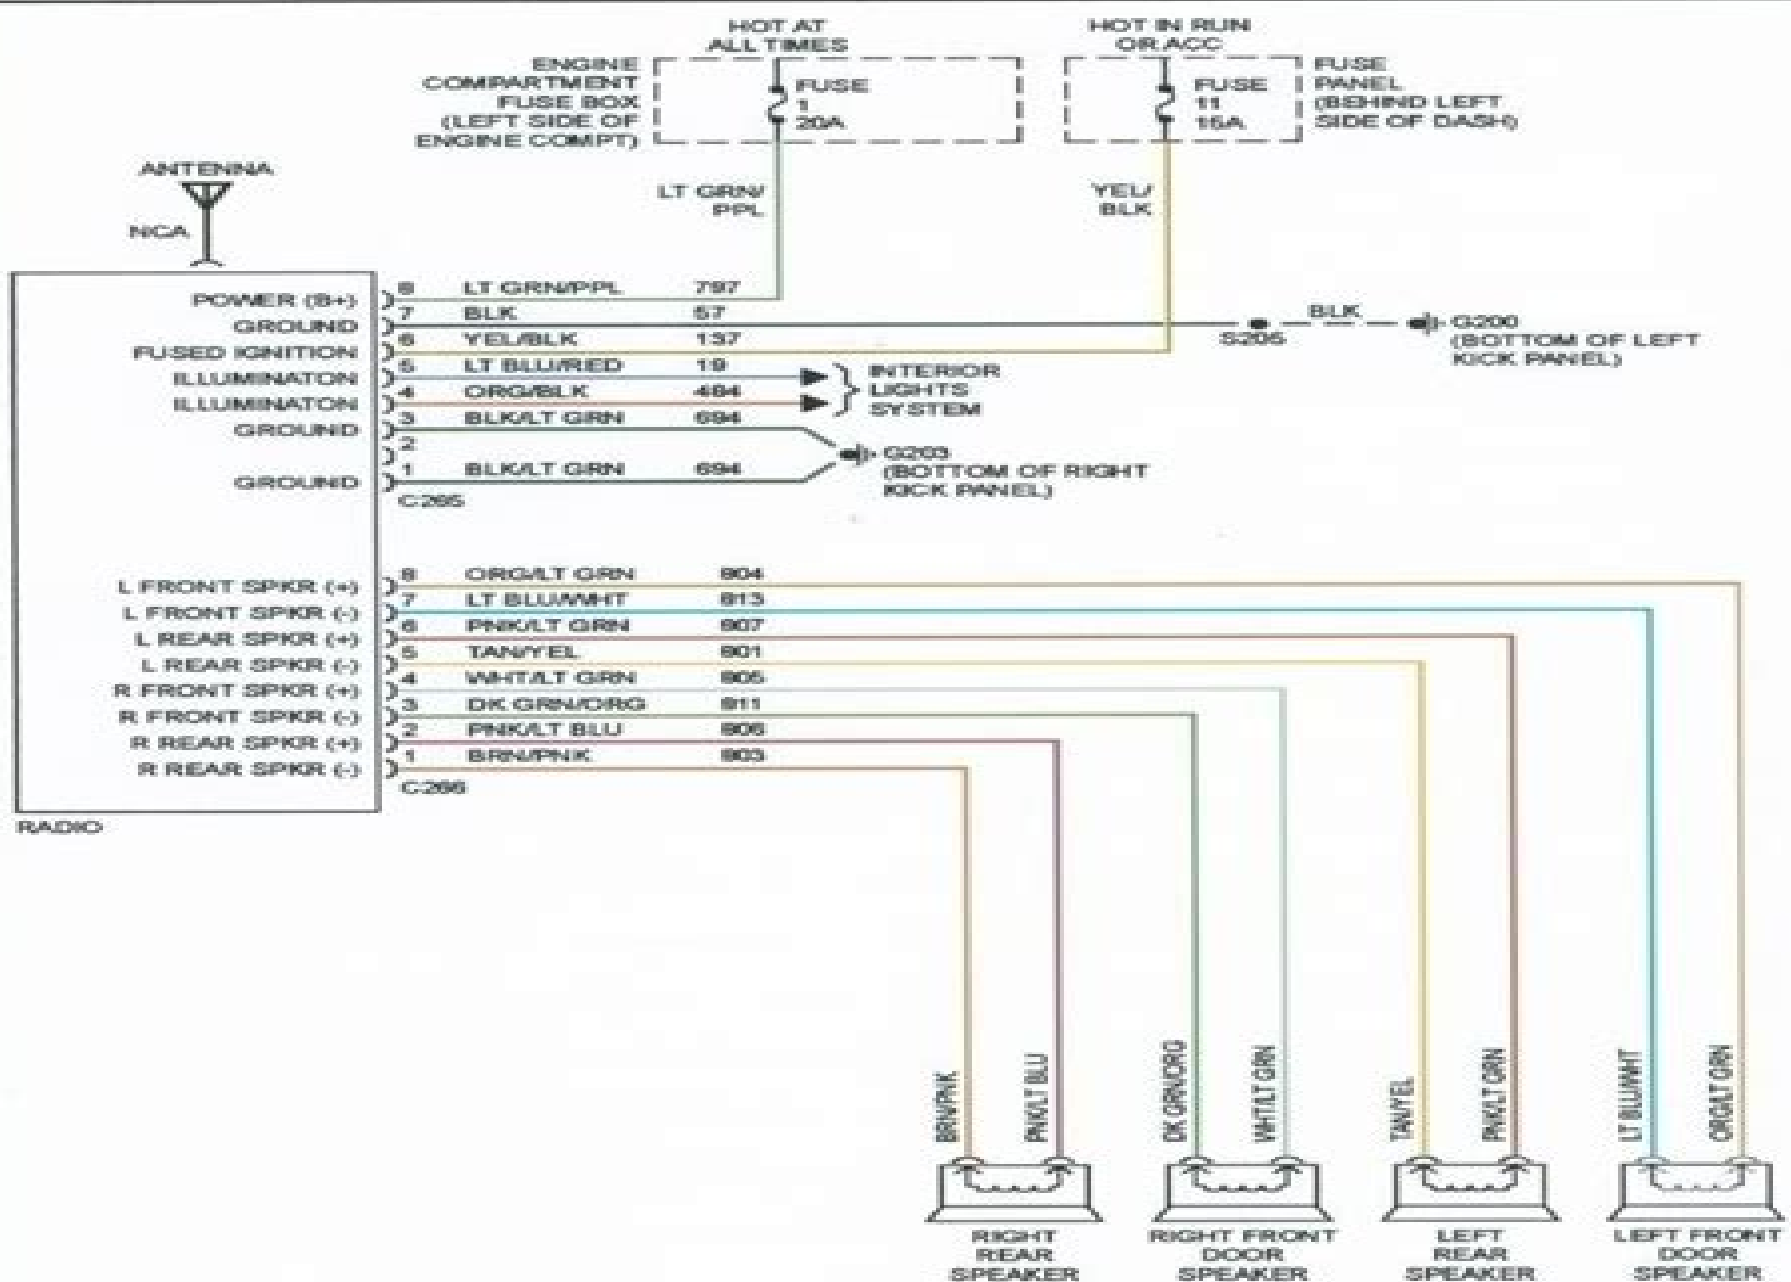 HOT AT
ALL TIMES
HOT IN RUN
OR ACC
ENGINE
COMPARTMENT
FUSE BOX
(LEFT SIDE OF
ENGINE COMPT)
FUSE
1
20A
FUSE
11
15A
FUSE
PANEL
(BEHIND LEFT
SIDE OF DASH)
ANTENNA
NCA
LT GRN/
PPL
YEL/
BLK
POWER (B+) 8 LT GRN/PPL 797
GROUND 7 BLK 57
FUSED IGNITION 6 YEL/BLK 137
ILLUMINATON 5 LT BLU/RED 19
ILLUMINATON 4 ORG/BLK 484
GROUND 3 BLK/LT GRN 694
2
GROUND 1 BLK/LT GRN 694
C265
S205
BLK
G200
(BOTTOM OF LEFT
KICK PANEL)
INTERIOR
LIGHTS
SYSTEM
G203
(BOTTOM OF RIGHT
KICK PANEL)
L FRONT SPKR (+) 8 ORG/LT GRN 804
L FRONT SPKR (-) 7 LT BLU/WHT 813
L REAR SPKR (+) 6 PNK/LT GRN 807
L REAR SPKR (-) 5 TAN/YEL 801
R FRONT SPKR (+) 4 WHT/LT GRN 805
R FRONT SPKR (-) 3 DK GRN/ORG 811
R REAR SPKR (+) 2 PNK/LT BLU 806
R REAR SPKR (-) 1 BRN/PNK 803
C266
RADIO
BRN/PNK
PNK/LT BLU
DK GRN/ORG
WHT/LT GRN
TAN/YEL
PNK/LT GRN
LT BLU/WHT
ORG/LT GRN
RIGHT
REAR
SPEAKER
RIGHT FRONT
DOOR
SPEAKER
LEFT
REAR
SPEAKER
LEFT FRONT
DOOR
SPEAKER